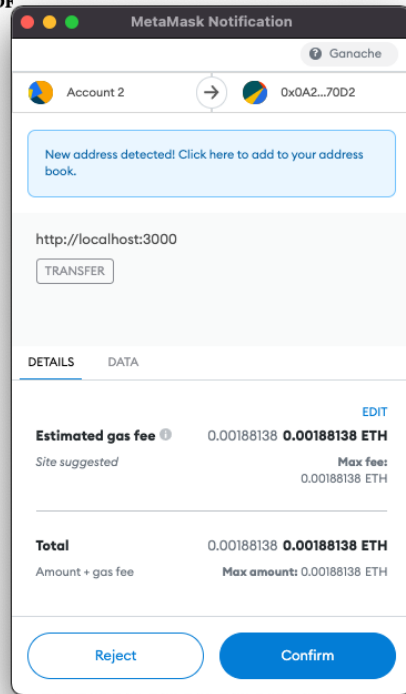 MetaMask Notification
Ganache
Account 2
0x0A2...70D2
New address detected! Click here to add to your address
book.
http://localhost:3000
TRANSFER
DETAILS DATA
EDIT
Estimated gas fee 0.00188138 0.00188138 ETH
Site suggested Max fee:
0.00188138 ETH
Total 0.00188138 0.00188138 ETH
Amount + gas fee Max amount: 0.00188138 ETH
Reject Confirm